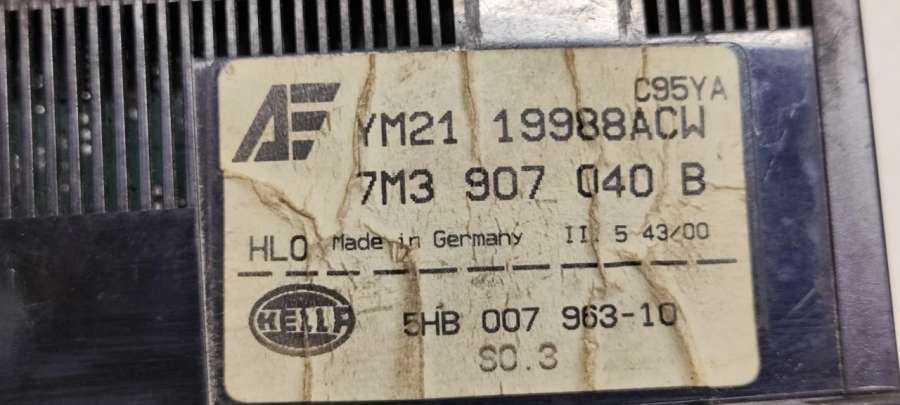 C95YA
AF YM21 19988ACW
7M3 907 040 B
HLO Made in Germany II 5 43/00
HELLA 5HB 007 963-10
SO.3